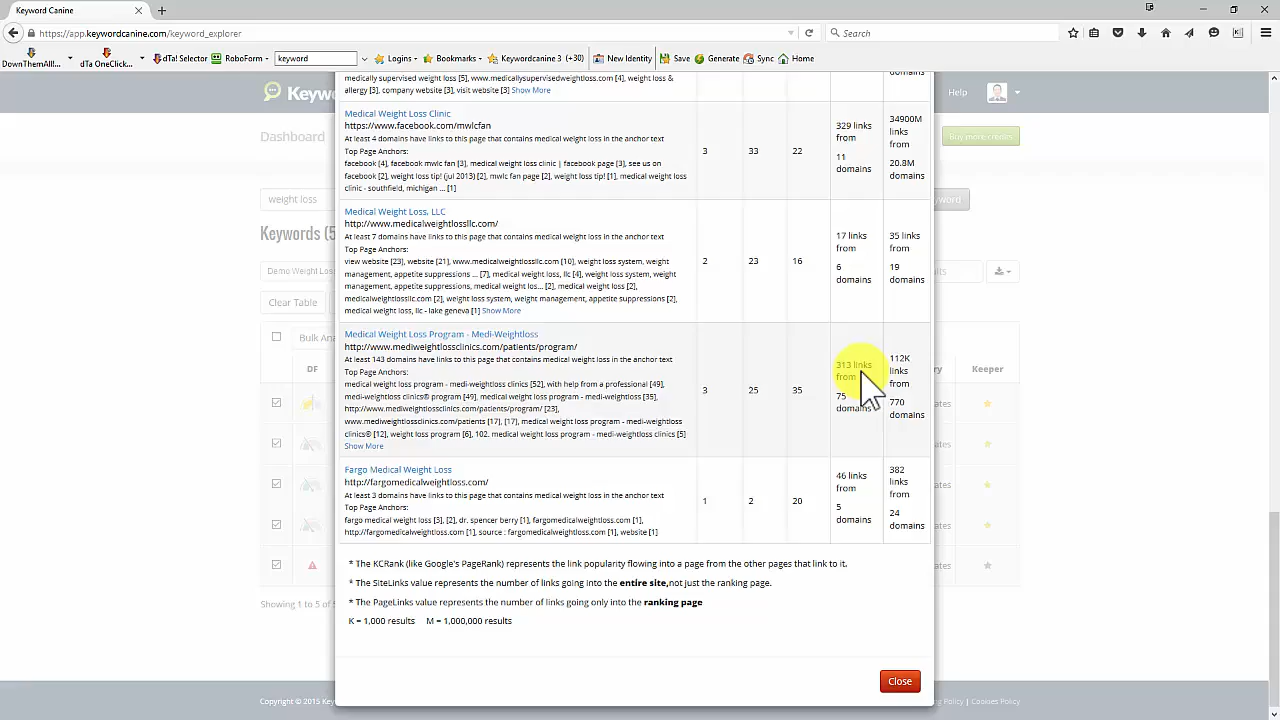 Keyword Canine
https://app.keywordcanine.com/keyword_explorer
Search
DownThem...
dTa OneClick...
dTa! Selector
RoboForm
keyword
Logins
Bookmarks
Keywordcanine 3 (+30)
New Identity
Save
Generate
Sync
Home
medically supervised weight loss [5], www.medicallysupervisedweightloss.com [4], weight loss &
allergy [3], company website [3], visit website [3] Show More
domains
Help
Dashboard
Buy more credits
Medical Weight Loss Clinic
https://www.facebook.com/mwlcfan
At least 4 domains have links to this page that contains medical weight loss in the anchor text
Top Page Anchors:
facebook [4], facebook mwlc fan [3], medical weight loss clinic | facebook page [3], see us on
facebook [2], weight loss tip! (jul 2013) [2], mwlc fan page [2], weight loss tip! [1], medical weight loss
clinic - southfield, michigan ... [1]
3
33
22
329 links
from
11
domains
34900M
links
from
20.8M
domains
weight loss
Keywords (5
Demo Weight Loss
Clear Table
Medical Weight Loss, LLC
http://www.medicalweightlossllc.com/
At least 7 domains have links to this page that contains medical weight loss in the anchor text
Top Page Anchors:
view website [23], website [21], www.medicalweightlossllc.com [10], weight loss system, weight
management, appetite suppressions ... [7], medical weight loss, llc [4], weight loss system, weight
management, appetite suppressions, medical weight los... [2], medical weight loss [2],
medicalweightlossllc.com [2], weight loss system, weight management, appetite suppressions [2],
medical weight loss, llc - lake geneva [1] Show More
2
23
16
17 links
from
6
domains
35 links
from
19
domains
Bulk Ana
DF
Keeper
Medical Weight Loss Program - Medi-Weightloss
http://www.mediweightlossclinics.com/patients/program/
At least 143 domains have links to this page that contains medical weight loss in the anchor text
Top Page Anchors:
medical weight loss program - medi-weightloss clinics [52], with help from a professional [49],
medi-weightloss clinics® program [49], medical weight loss program - medi-weightloss [35],
http://www.mediweightlossclinics.com/patients/program/ [23],
www.mediweightlossclinics.com/patients [17], [17], medical weight loss program - medi-weightloss
clinics® [12], weight loss program [6], 102. medical weight loss program - medi-weightloss clinics [5]
Show More
3
25
35
313 links
from
75
domains
112K
links
from
770
domains
Fargo Medical Weight Loss
http://fargomedicalweightloss.com/
At least 3 domains have links to this page that contains medical weight loss in the anchor text
Top Page Anchors:
fargo medical weight loss [3], [2], dr. spencer berry [1], fargomedicalweightloss.com [1],
http://fargomedicalweightloss.com [1], source : fargomedicalweightloss.com [1], website [1]
1
2
20
46 links
from
5
domains
382
links
from
24
domains
* The KCRank (like Google's PageRank) represents the link popularity flowing into a page from the other pages that link to it.
* The SiteLinks value represents the number of links going into the entire site,not just the ranking page.
* The PageLinks value represents the number of links going only into the ranking page
K = 1,000 results M = 1,000,000 results
Showing 1 to 5 of
Close
Copyright © 2015 Key
Policy | Cookies Policy